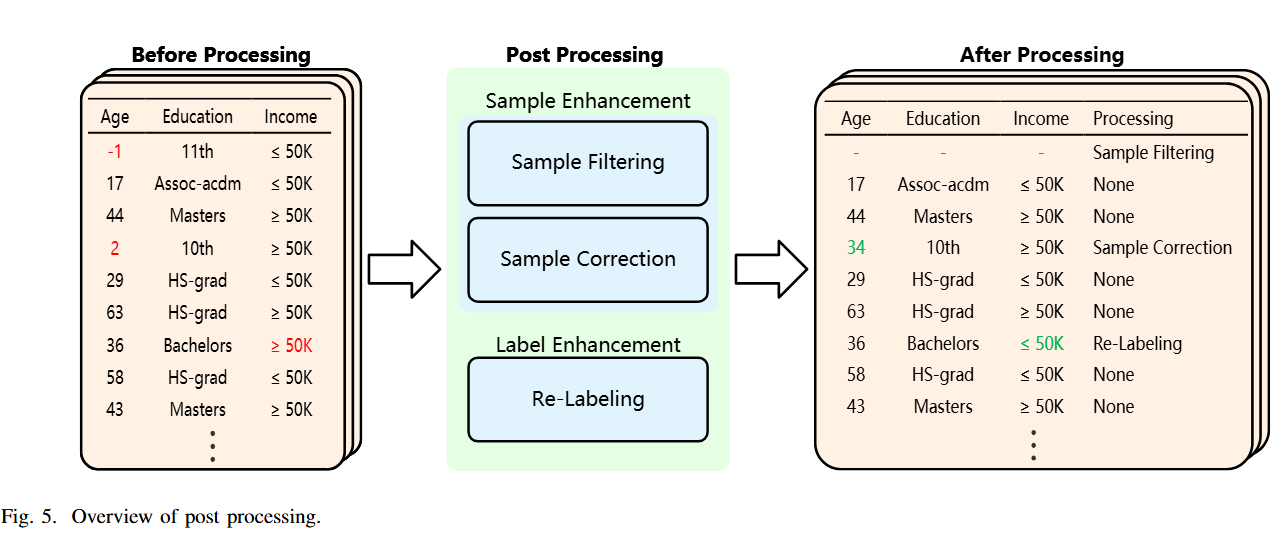 Before Processing
Age Education Income
-1 11th ≤ 50K
17 Assoc-acdm ≤ 50K
44 Masters ≥ 50K
2 10th ≥ 50K
29 HS-grad ≤ 50K
63 HS-grad ≥ 50K
36 Bachelors ≥ 50K
58 HS-grad ≤ 50K
43 Masters ≥ 50K
Post Processing
Sample Enhancement
Sample Filtering
Sample Correction
Label Enhancement
Re-Labeling
After Processing
Age Education Income Processing
- - - Sample Filtering
17 Assoc-acdm ≤ 50K None
44 Masters ≥ 50K None
34 10th ≥ 50K Sample Correction
29 HS-grad ≤ 50K None
63 HS-grad ≥ 50K None
36 Bachelors ≤ 50K Re-Labeling
58 HS-grad ≤ 50K None
43 Masters ≥ 50K None
Fig. 5. Overview of post processing.